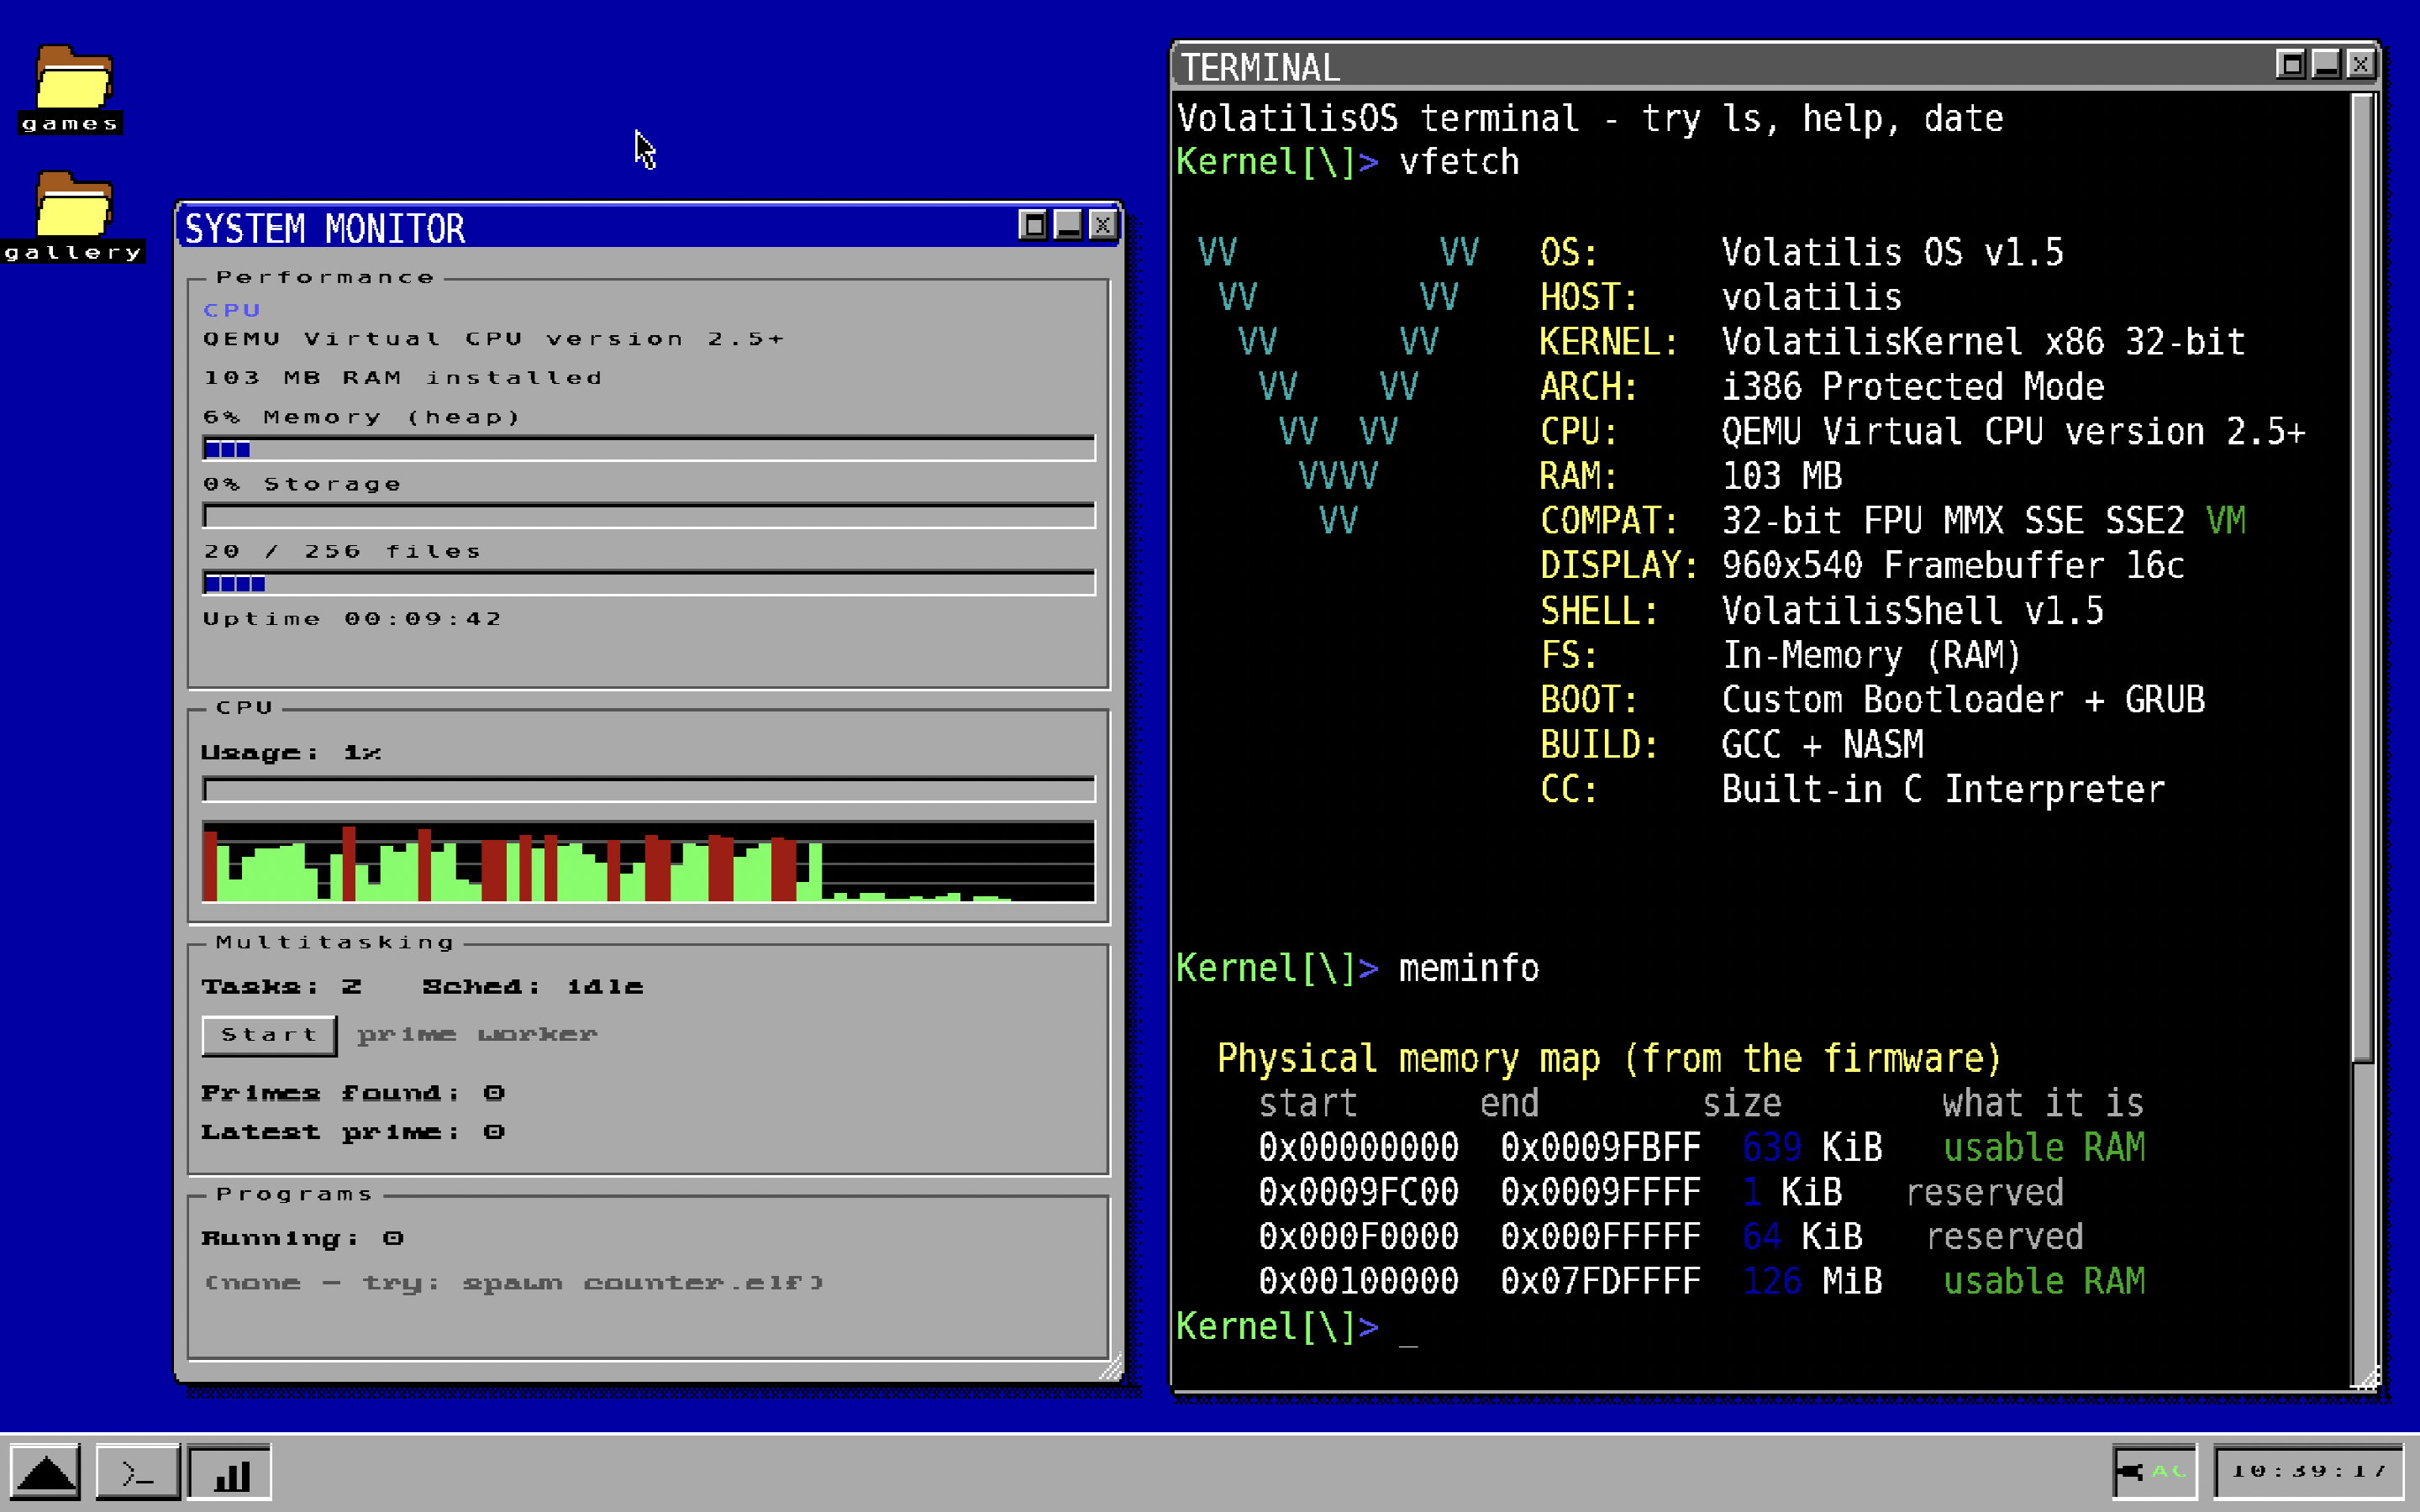 games
gallery
SYSTEM MONITOR
Performance
CPU
QEMU Virtual CPU version 2.5+
103 MB RAM installed
6% Memory (heap)
0% Storage
20 / 256 files
Uptime 00:09:42
CPU
Usage: 1%
Multitasking
Tasks: 2 Sched: idle
Start prime worker
Primes found: 0
Latest prime: 0
Programs
Running: 0
(none - try: spawn counter.elf)
TERMINAL
VolatilisOS terminal - try ls, help, date
Kernel[\]> vfetch
VV VV OS: Volatilis OS v1.5
VV VV HOST: volatilis
VV VV KERNEL: VolatilisKernel x86 32-bit
VV VV ARCH: i386 Protected Mode
VV VV CPU: QEMU Virtual CPU version 2.5+
VVVV RAM: 103 MB
VV COMPAT: 32-bit FPU MMX SSE SSE2 VM
DISPLAY: 960x540 Framebuffer 16c
SHELL: VolatilisShell v1.5
FS: In-Memory (RAM)
BOOT: Custom Bootloader + GRUB
BUILD: GCC + NASM
CC: Built-in C Interpreter
Kernel[\]> meminfo
Physical memory map (from the firmware)
start end size what it is
0x00000000 0x0009FBFF 639 KiB usable RAM
0x0009FC00 0x0009FFFF 1 KiB reserved
0x000F0000 0x000FFFFF 64 KiB reserved
0x00100000 0x07FDFFFF 126 MiB usable RAM
Kernel[\]> _
>_
AC
10:39:17